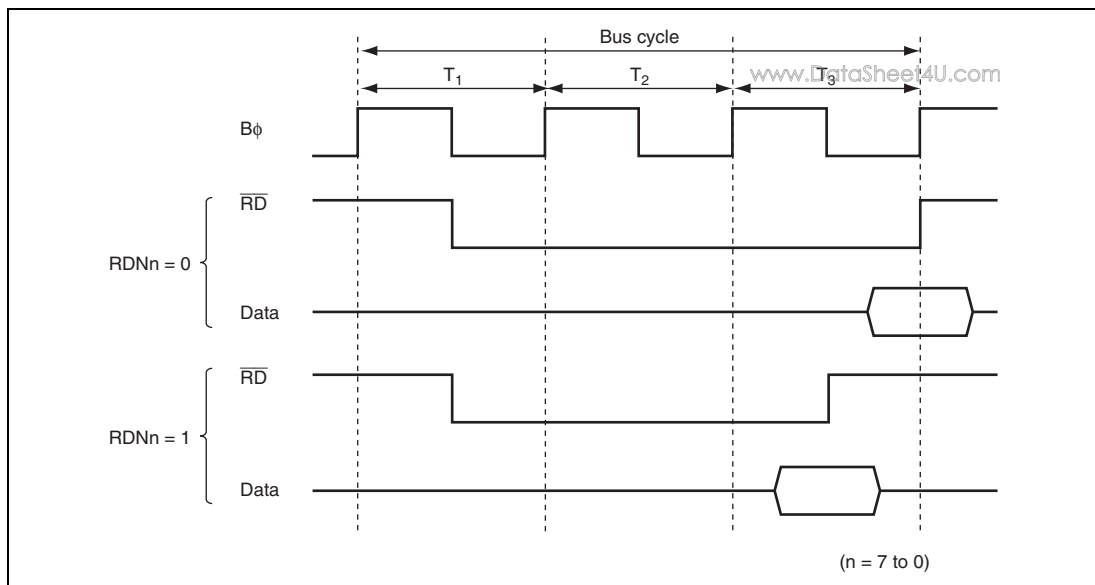 Bus cycle
www.DataSheet4U.com
T1 T2 T3
Bϕ
RD
RDNn = 0
Data
RD
RDNn = 1
Data
(n = 7 to 0)